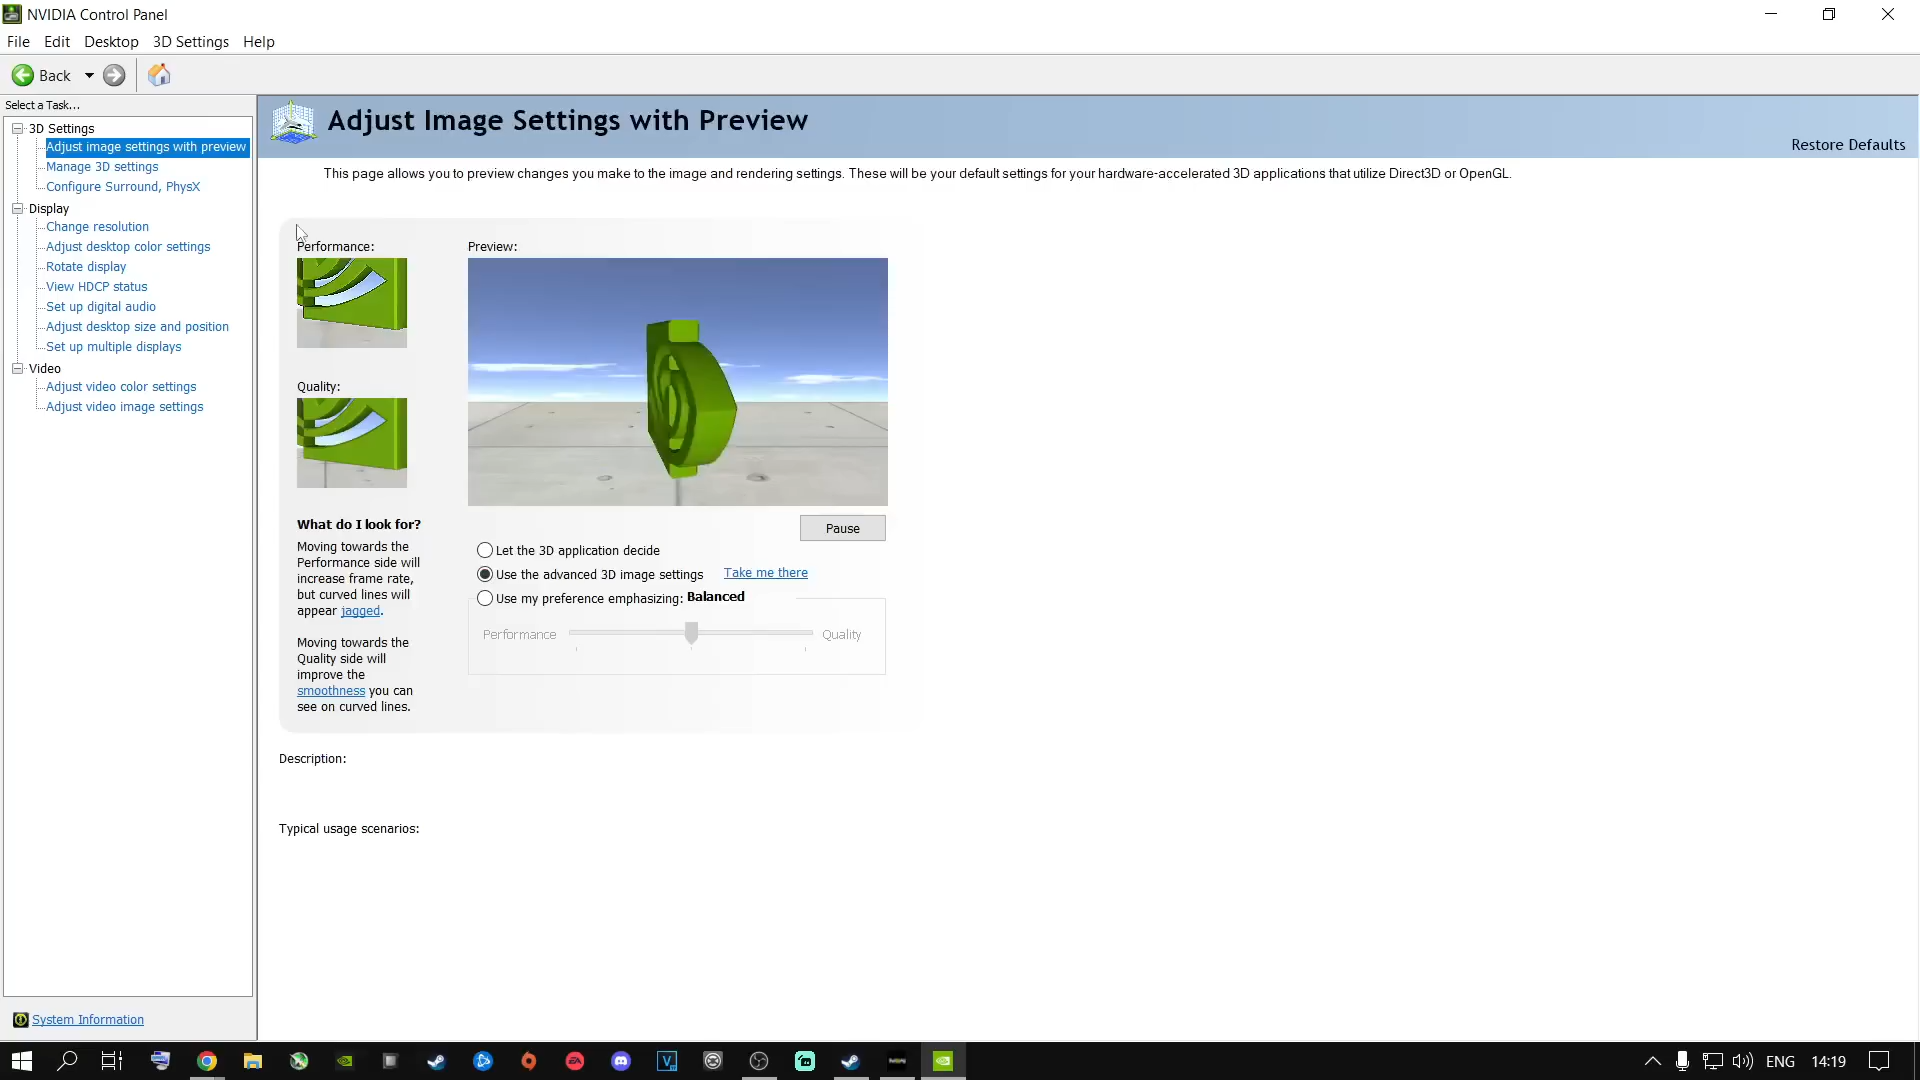 NVIDIA Control Panel
File Edit Desktop 3D Settings Help
Back
Select a Task...
3D Settings
Adjust image settings with preview
Manage 3D settings
Configure Surround, PhysX
Display
Change resolution
Adjust desktop color settings
Rotate display
View HDCP status
Set up digital audio
Adjust desktop size and position
Set up multiple displays
Video
Adjust video color settings
Adjust video image settings
System Information
Adjust Image Settings with Preview
Restore Defaults
This page allows you to preview changes you make to the image and rendering settings. These will be your default settings for your hardware-accelerated 3D applications that utilize Direct3D or OpenGL.
Performance:
Quality:
What do I look for?
Moving towards the
Performance side will
increase frame rate,
but curved lines will
appear jagged.
Moving towards the
Quality side will
improve the
smoothness you can
see on curved lines.
Preview:
Pause
Let the 3D application decide
Use the advanced 3D image settings Take me there
Use my preference emphasizing: Balanced
Performance Quality
Description:
Typical usage scenarios:
ENG 14:19